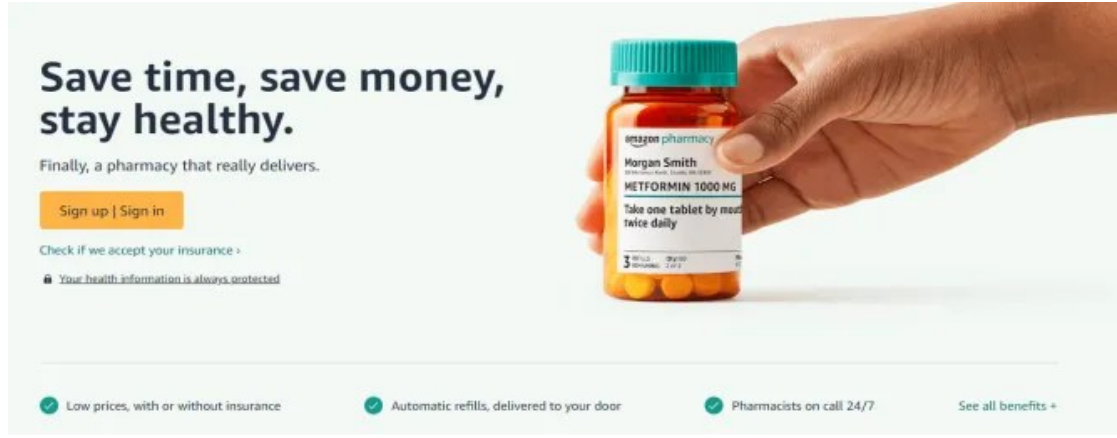 Save time, save money,
stay healthy.
Finally, a pharmacy that really delivers.
Sign up | Sign in
Check if we accept your insurance ›
Your health information is always protected
amazon pharmacy
Morgan Smith
METFORMIN 1000 MG
Take one tablet by mout
twice daily
3 REFILLS
REMAINING
Low prices, with or without insurance
Automatic refills, delivered to your door
Pharmacists on call 24/7
See all benefits +